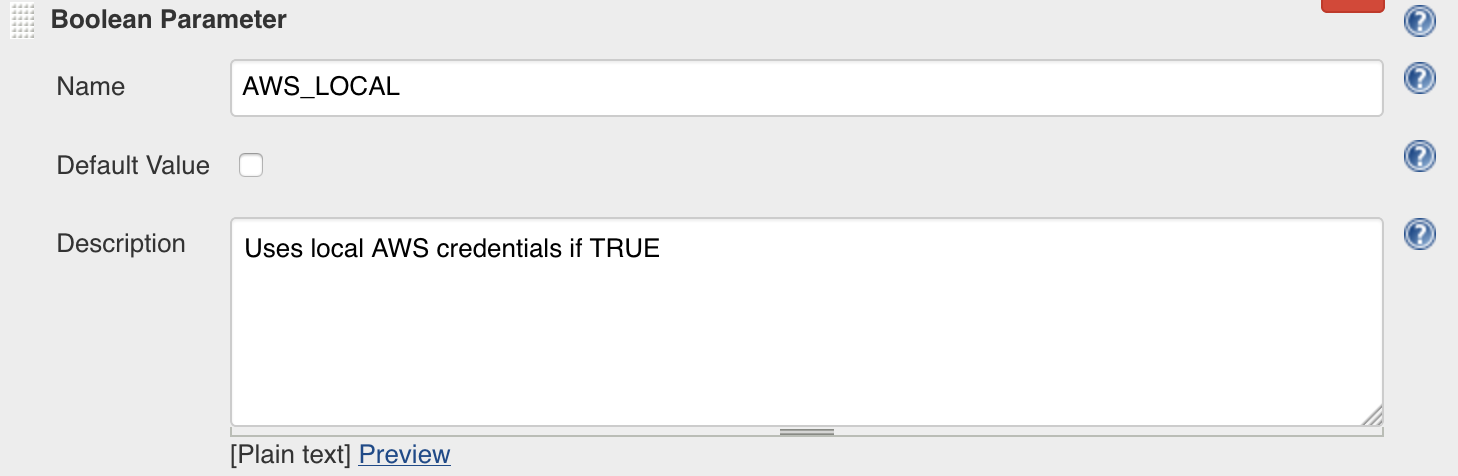 Boolean Parameter
Name
AWS_LOCAL
Default Value
Description
Uses local AWS credentials if TRUE
[Plain text] Preview